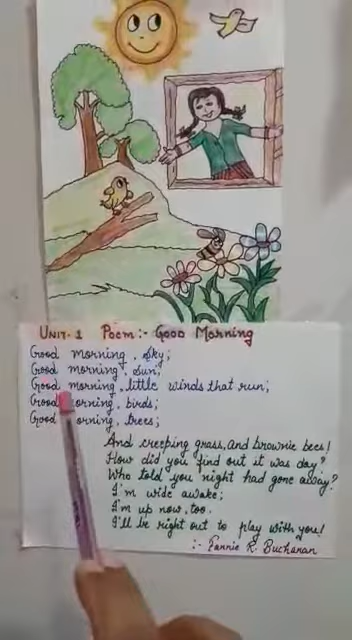 Unit-1 Poem:- Good Morning
Good morning, Sky;
Good morning, Sun;
Good morning, little winds that run;
Good morning, birds;
Good morning, trees;
And creeping grass, and brownie bees!
How did you find out it was day?
Who told you night had gone away?
I'm wide awake;
I'm up now, too.
I'll be right out to play with you!
:- Fannie R. Buchanan